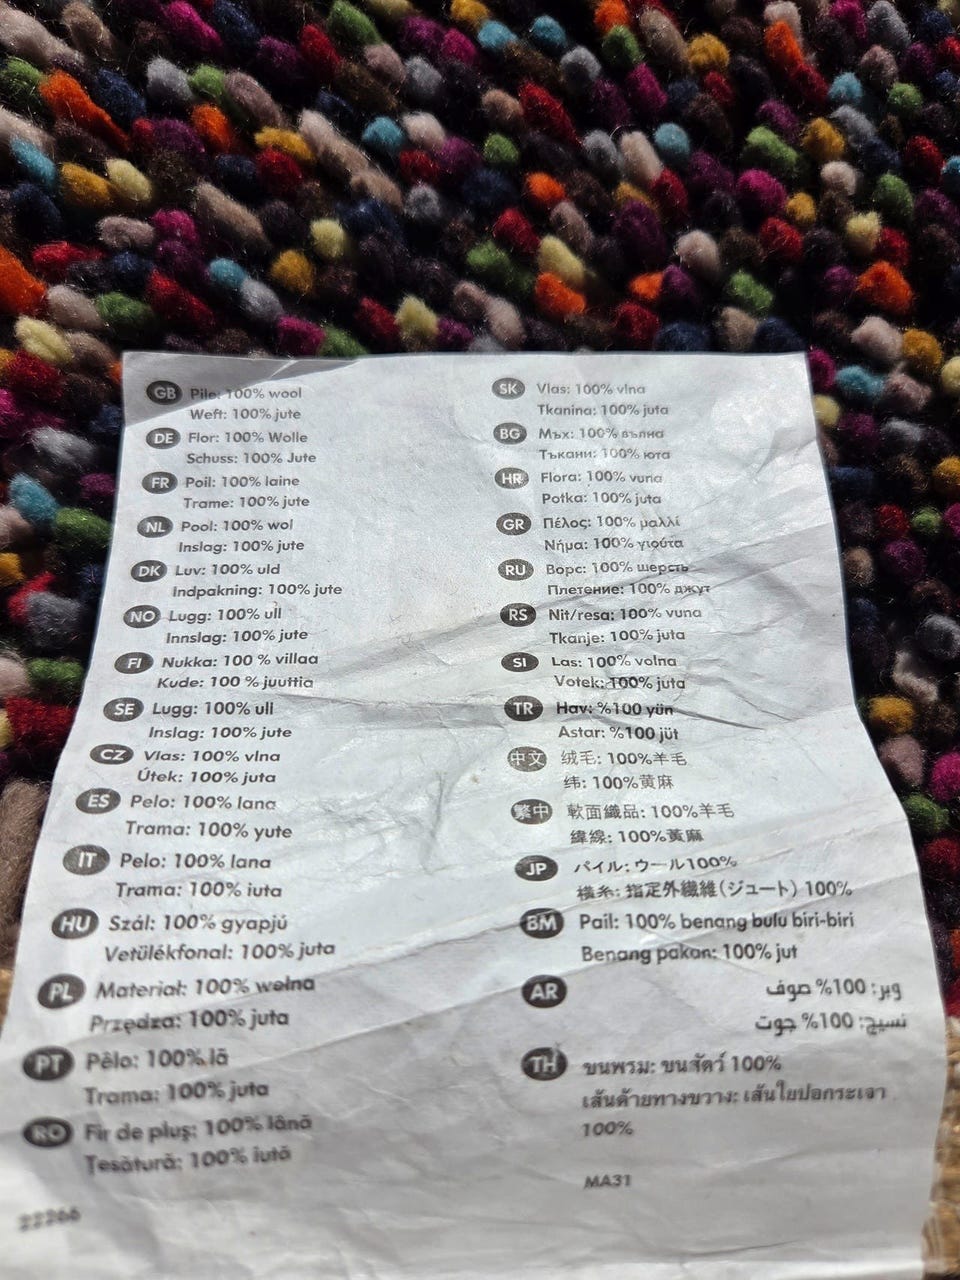 GB Pile: 100% wool
Weft: 100% jute
DE Flor: 100% Wolle
Schuss: 100% Jute
FR Poil: 100% laine
Trame: 100% jute
NL Pool: 100% wol
Inslag: 100% jute
DK Luv: 100% uld
Indpakning: 100% jute
NO Lugg: 100% ull
Innslag: 100% jute
FI Nukka: 100 % villaa
Kude: 100 % juuttia
SE Lugg: 100% ull
Inslag: 100% jute
CZ Vlas: 100% vlna
Útek: 100% juta
ES Pelo: 100% lana
Trama: 100% yute
IT Pelo: 100% lana
Trama: 100% iuta
HU Szál: 100% gyapjú
Vetülékfonal: 100% juta
PL Materiał: 100% wełna
Przędza: 100% juta
PT Pêlo: 100% lã
Trama: 100% juta
RO Fir de pluş: 100% lână
Ţesătură: 100% iută
22266
SK Vlas: 100% vlna
Tkanina: 100% juta
BG Мъх: 100% вълна
Тъкани: 100% юта
HR Flora: 100% vuna
Potka: 100% juta
GR Πέλος: 100% μαλλί
Νήμα: 100% γιούτα
RU Ворс: 100% шерсть
Плетение: 100% джут
RS Nit/resa: 100% vuna
Tkanje: 100% juta
SI Las: 100% volna
Votek: 100% juta
TR Hav: %100 yün
Astar: %100 jüt
中文 绒毛: 100%羊毛
纬: 100%黄麻
繁中 軟面織品: 100%羊毛
緯線: 100%黃麻
JP パイル: ウール100%
横糸: 指定外繊維(ジュート) 100%
BM Pail: 100% benang bulu biri-biri
Benang pakan: 100% jut
AR وبر: 100% صوف
نسيج: 100% جوت
TH ขนพรม: ขนสัตว์ 100%
เส้นด้ายทางขวาง: เส้นใยปอกระเจา
100%
MA31